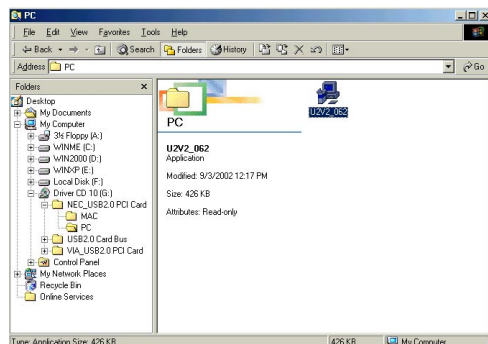 PC
File Edit View Favorites Tools Help
Back Search Folders History
Address PC Go
Folders
Desktop
My Documents
My Computer
3½ Floppy (A:)
WINME (C:)
WIN2000 (D:)
WINXP (E:)
Local Disk (F:)
Driver CD 10 (G:)
NEC_USB2.0 PCI Card
MAC
PC
USB2.0 Card Bus
VIA_USB2.0 PCI Card
Control Panel
My Network Places
Recycle Bin
Online Services
PC
U2V2_062
Application
Modified: 9/3/2002 12:17 PM
Size: 426 KB
Attributes: Read-only
U2V2_062
Type: Application Size: 426 KB 426 KB My Computer